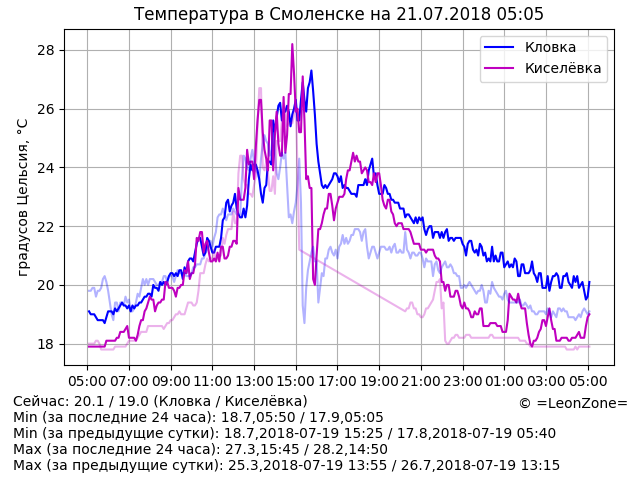 Температура в Смоленске на 21.07.2018 05:05
Кловка
Киселёвка
градусов Цельсия, °C
28
26
24
22
20
18
05:00 07:00 09:00 11:00 13:00 15:00 17:00 19:00 21:00 23:00 01:00 03:00 05:00
Сейчас: 20.1 / 19.0 (Кловка / Киселёвка)
© =LeonZone=
Min (за последние 24 часа): 18.7,05:50 / 17.9,05:05
Min (за предыдущие сутки): 18.7,2018-07-19 15:25 / 17.8,2018-07-19 05:40
Max (за последние 24 часа): 27.3,15:45 / 28.2,14:50
Max (за предыдущие сутки): 25.3,2018-07-19 13:55 / 26.7,2018-07-19 13:15